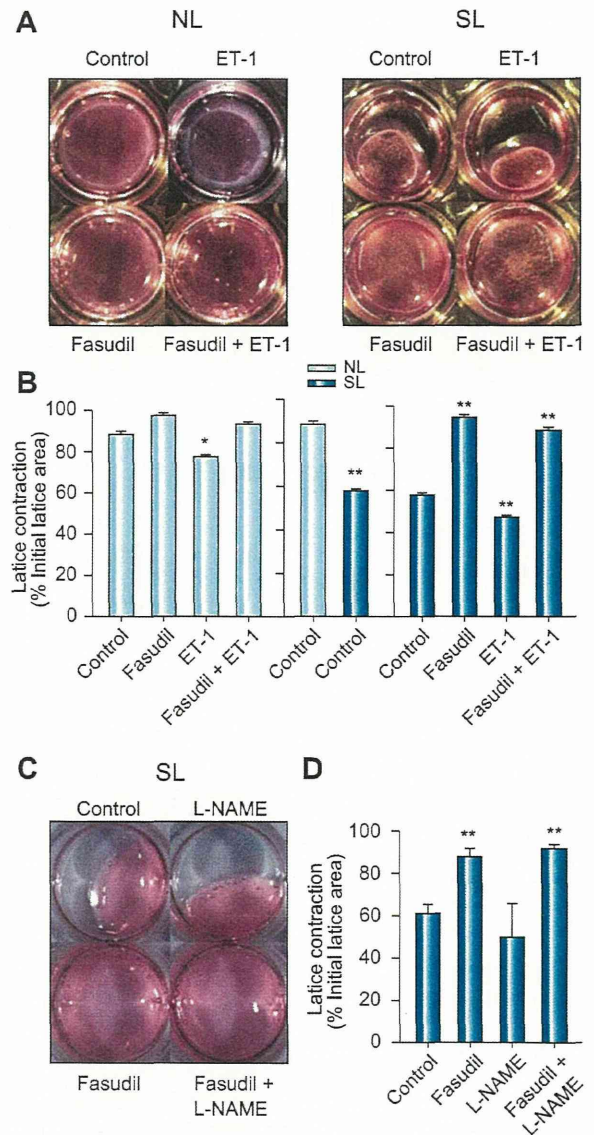 A
NL
SL
Control
ET-1
Control
ET-1
Fasudil
Fasudil + ET-1
Fasudil
Fasudil + ET-1
B
NL
SL
Latice contraction
(% Initial latice area)
100
80
60
40
20
0
*
**
**
**
**
Control
Fasudil
ET-1
Fasudil + ET-1
Control
Control
Control
Fasudil
ET-1
Fasudil + ET-1
C
SL
Control
L-NAME
Fasudil
Fasudil +
L-NAME
D
Latice contraction
(% Initial latice area)
100
80
60
40
20
0
**
**
Control
Fasudil
L-NAME
Fasudil +
L-NAME